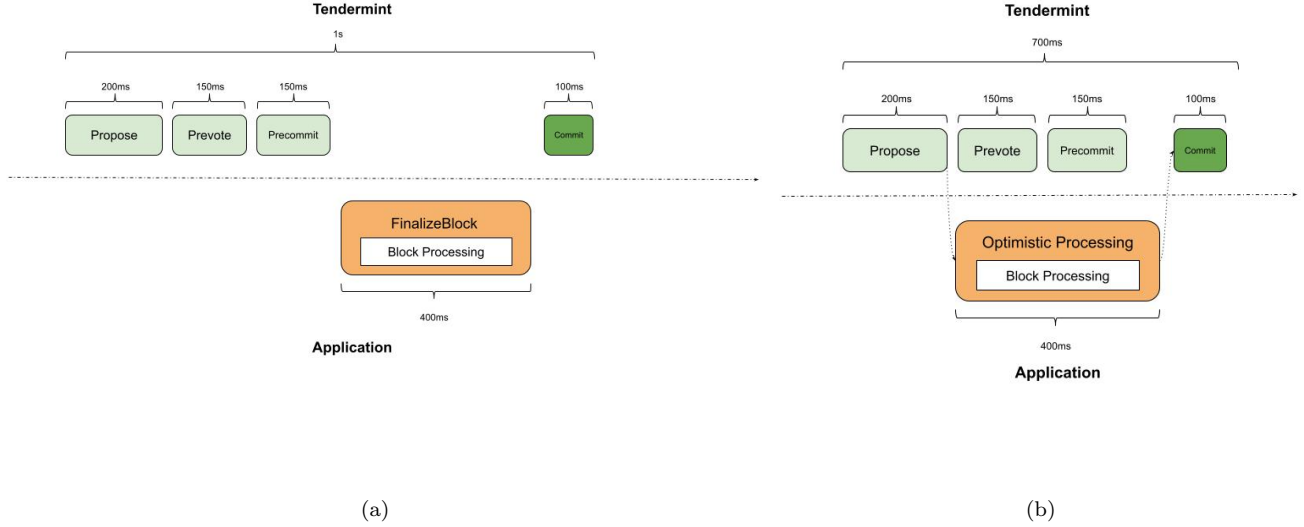 Tendermint
1s
200ms 150ms 150ms 100ms
Propose Prevote Precommit Commit
FinalizeBlock
Block Processing
400ms
Application
(a)
Tendermint
700ms
200ms 150ms 150ms 100ms
Propose Prevote Precommit Commit
Optimistic Processing
Block Processing
400ms
Application
(b)